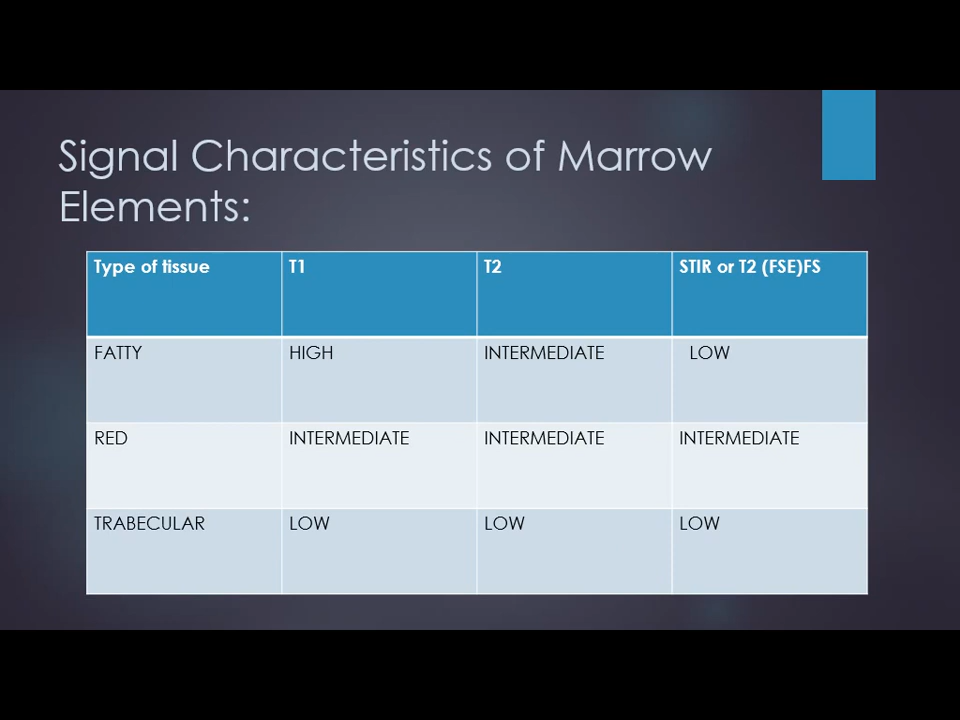 Signal Characteristics of Marrow
Elements:
Type of tissue T1 T2 STIR or T2 (FSE)FS
FATTY HIGH INTERMEDIATE LOW
RED INTERMEDIATE INTERMEDIATE INTERMEDIATE
TRABECULAR LOW LOW LOW